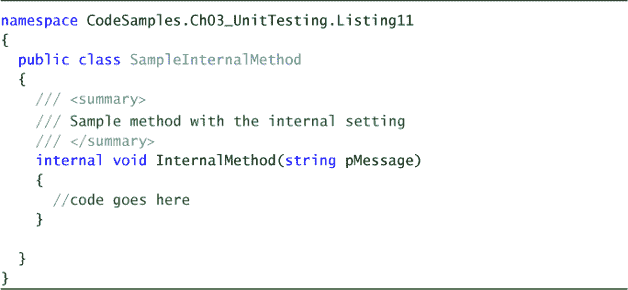 namespace CodeSamples.Ch03_UnitTesting.Listing11
{
  public class SampleInternalMethod
  {
    /// <summary>
    /// Sample method with the internal setting
    /// </summary>
    internal void InternalMethod(string pMessage)
    {
      //code goes here
    }

  }
}